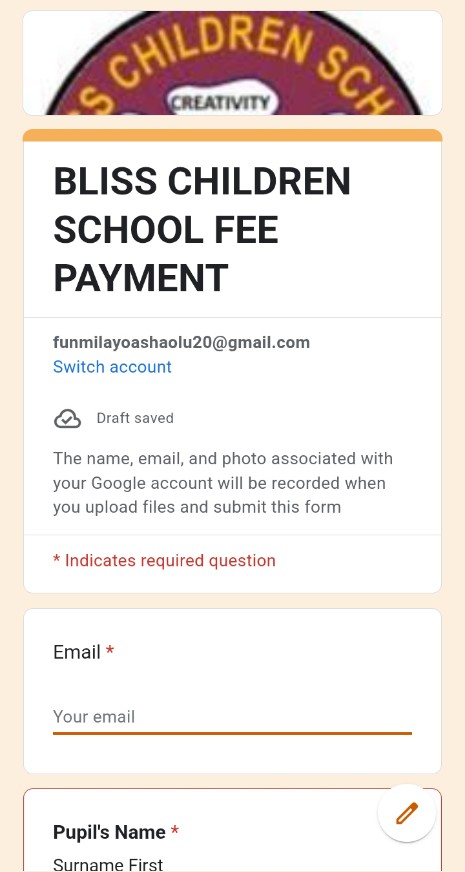 SS CHILDREN SCH
CREATIVITY
BLISS CHILDREN
SCHOOL FEE
PAYMENT
funmilayoashaolu20@gmail.com
Switch account
Draft saved
The name, email, and photo associated with
your Google account will be recorded when
you upload files and submit this form
* Indicates required question
Email *
Your email
Pupil's Name *
Surname First